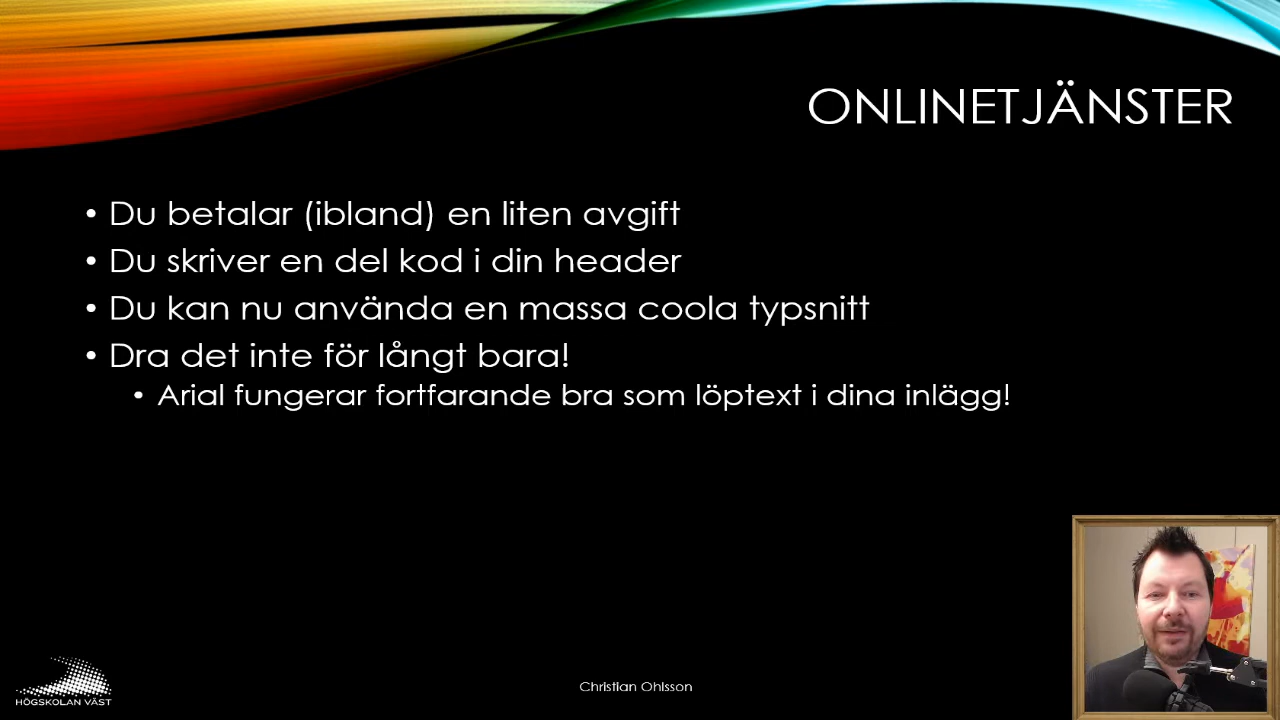 ONLINETJÄNSTER
• Du betalar (ibland) en liten avgift
• Du skriver en del kod i din header
• Du kan nu använda en massa coola typsnitt
• Dra det inte för långt bara!
• Arial fungerar fortfarande bra som löptext i dina inlägg!
HÖGSKOLAN VÄST
Christian Ohlsson